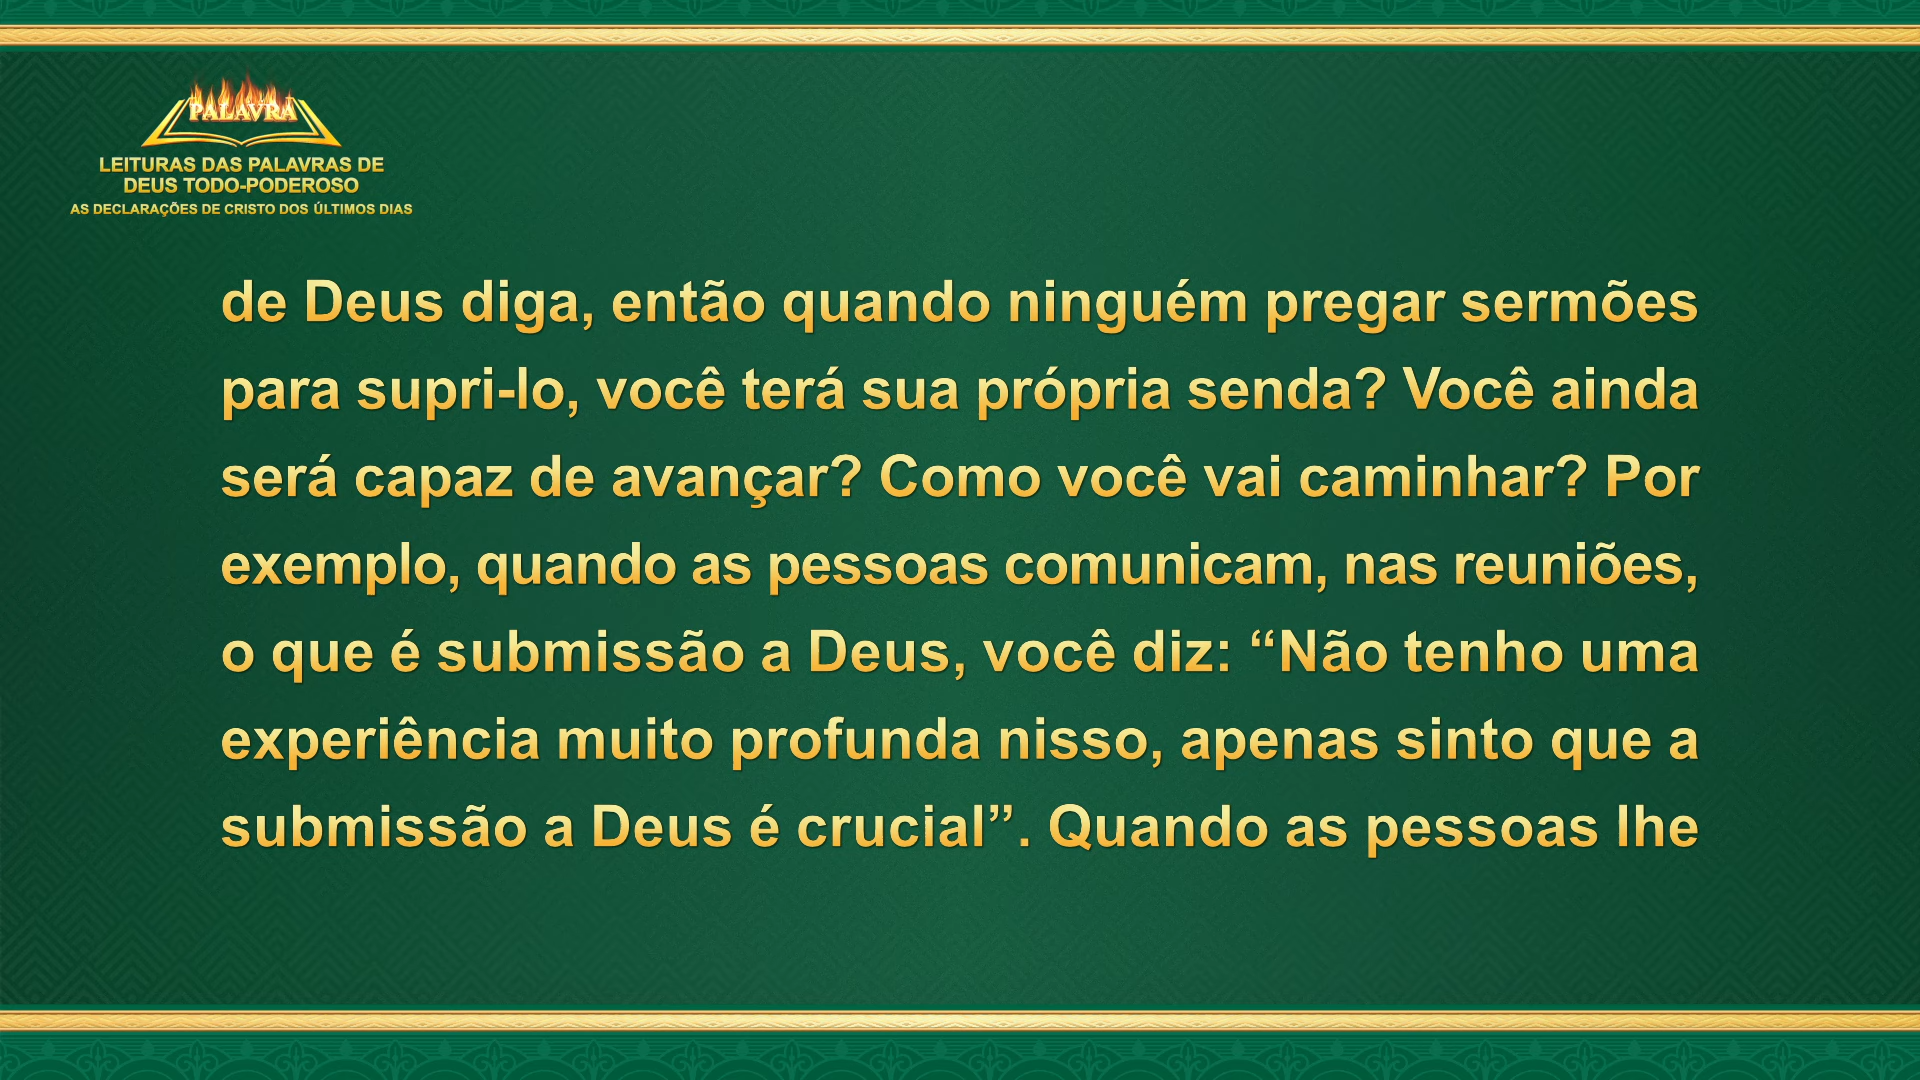 PALAVRA
LEITURAS DAS PALAVRAS DE
DEUS TODO-PODEROSO
AS DECLARAÇÕES DE CRISTO DOS ÚLTIMOS DIAS
de Deus diga, então quando ninguém pregar sermões
para supri-lo, você terá sua própria senda? Você ainda
será capaz de avançar? Como você vai caminhar? Por
exemplo, quando as pessoas comunicam, nas reuniões,
o que é submissão a Deus, você diz: “Não tenho uma
experiência muito profunda nisso, apenas sinto que a
submissão a Deus é crucial”. Quando as pessoas lhe